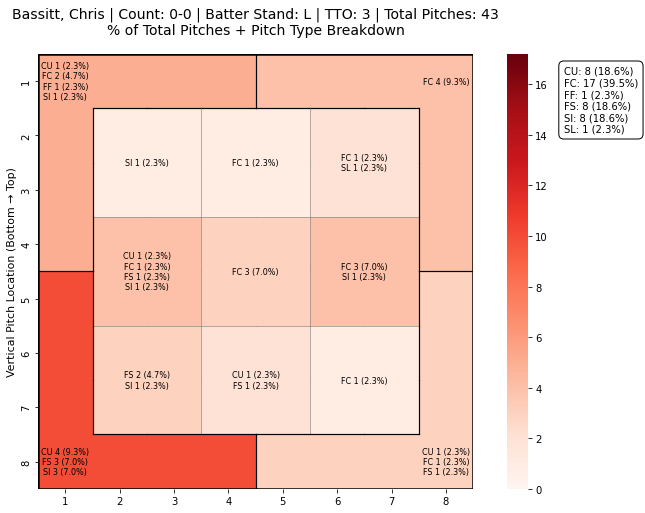 Bassitt, Chris | Count: 0-0 | Batter Stand: L | TTO: 3 | Total Pitches: 43
% of Total Pitches + Pitch Type Breakdown
CU 1 (2.3%)
FC 2 (4.7%)
FF 1 (2.3%)
SI 1 (2.3%)
FC 4 (9.3%)
SI 1 (2.3%)
FC 1 (2.3%)
FC 1 (2.3%)
SL 1 (2.3%)
CU 1 (2.3%)
FC 1 (2.3%)
FS 1 (2.3%)
SI 1 (2.3%)
FC 3 (7.0%)
FC 3 (7.0%)
SI 1 (2.3%)
FS 2 (4.7%)
SI 1 (2.3%)
CU 1 (2.3%)
FS 1 (2.3%)
FC 1 (2.3%)
CU 4 (9.3%)
FS 3 (7.0%)
SI 3 (7.0%)
CU 1 (2.3%)
FC 1 (2.3%)
FS 1 (2.3%)
Vertical Pitch Location (Bottom → Top)
1
2
3
4
5
6
7
8
1
2
3
4
5
6
7
8
16
14
12
10
8
6
4
2
0
CU: 8 (18.6%)
FC: 17 (39.5%)
FF: 1 (2.3%)
FS: 8 (18.6%)
SI: 8 (18.6%)
SL: 1 (2.3%)